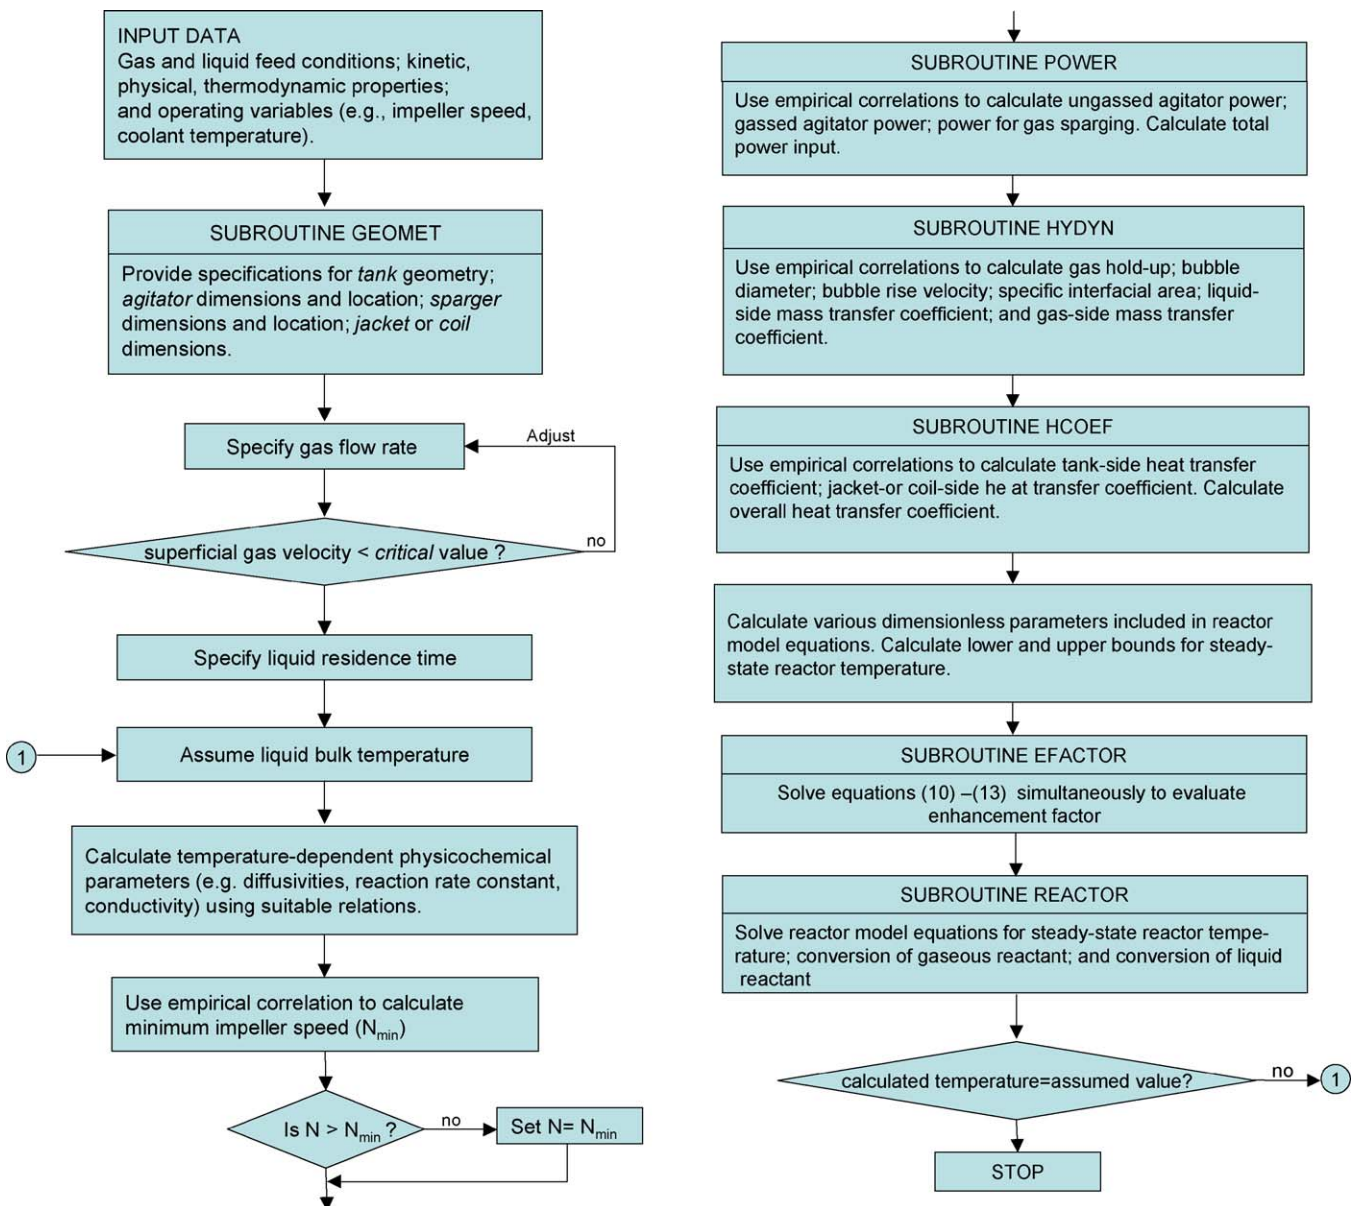 INPUT DATA
Gas and liquid feed conditions; kinetic,
physical, thermodynamic properties;
and operating variables (e.g., impeller speed,
coolant temperature).
SUBROUTINE GEOMET
Provide specifications for tank geometry;
agitator dimensions and location; sparger
dimensions and location; jacket or coil
dimensions.
Specify gas flow rate
Adjust
superficial gas velocity < critical value ?
no
Specify liquid residence time
1
Assume liquid bulk temperature
Calculate temperature-dependent physicochemical
parameters (e.g. diffusivities, reaction rate constant,
conductivity) using suitable relations.
Use empirical correlation to calculate
minimum impeller speed (Nmin)
Is N > Nmin ?
no
Set N= Nmin
SUBROUTINE POWER
Use empirical correlations to calculate ungassed agitator power;
gassed agitator power; power for gas sparging. Calculate total
power input.
SUBROUTINE HYDYN
Use empirical correlations to calculate gas hold-up; bubble
diameter; bubble rise velocity; specific interfacial area; liquid-
side mass transfer coefficient; and gas-side mass transfer
coefficient.
SUBROUTINE HCOEF
Use empirical correlations to calculate tank-side heat transfer
coefficient; jacket-or coil-side he at transfer coefficient. Calculate
overall heat transfer coefficient.
Calculate various dimensionless parameters included in reactor
model equations. Calculate lower and upper bounds for steady-
state reactor temperature.
SUBROUTINE EFACTOR
Solve equations (10) –(13) simultaneously to evaluate
enhancement factor
SUBROUTINE REACTOR
Solve reactor model equations for steady-state reactor tempe-
rature; conversion of gaseous reactant; and conversion of liquid
reactant
calculated temperature=assumed value?
no
1
STOP